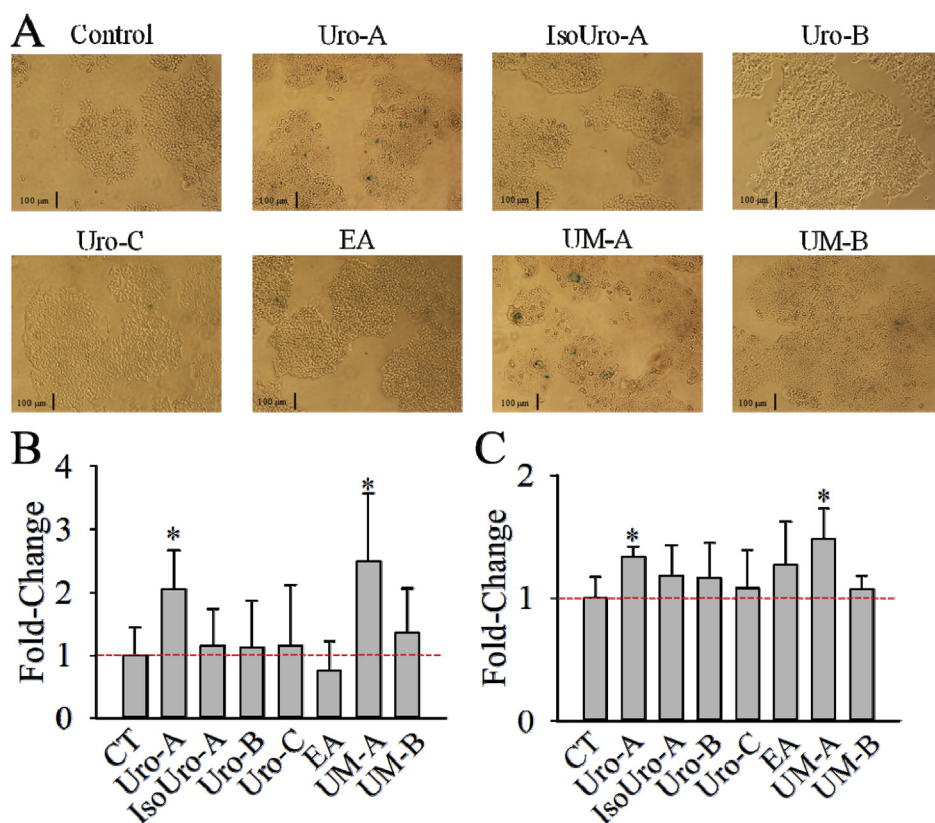 A
Control
Uro-A
IsoUro-A
Uro-B
100 μm
100 μm
100 μm
100 μm
Uro-C
EA
UM-A
UM-B
100 μm
100 μm
100 μm
100 μm
B
Fold-Change
4
3
2
1
0
*
*
CT
Uro-A
IsoUro-A
Uro-B
Uro-C
EA
UM-A
UM-B
C
Fold-Change
2
1
0
*
*
CT
Uro-A
IsoUro-A
Uro-B
Uro-C
EA
UM-A
UM-B